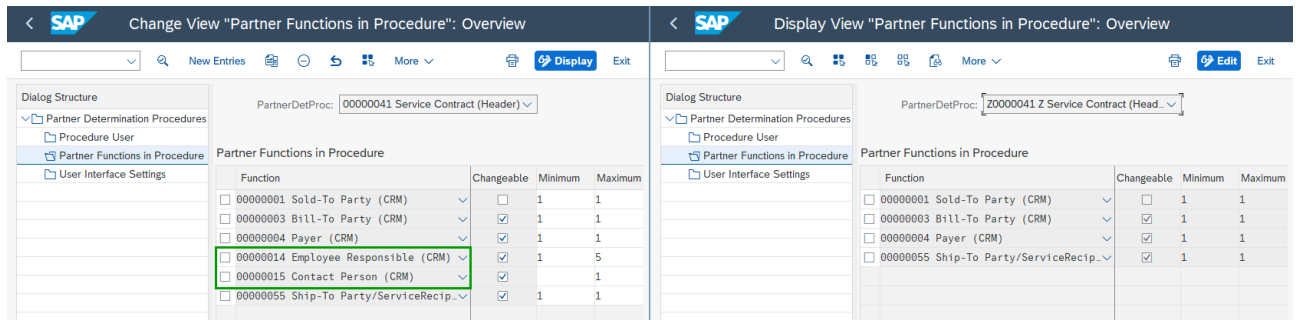 SAP Change View "Partner Functions in Procedure": Overview
New Entries More Display Exit
Dialog Structure
Partner Determination Procedures
Procedure User
Partner Functions in Procedure
User Interface Settings
PartnerDetProc: 00000041 Service Contract (Header)
Partner Functions in Procedure
Function Changeable Minimum Maximum
00000001 Sold-To Party (CRM) 1 1
00000003 Bill-To Party (CRM) 1 1
00000004 Payer (CRM) 1 1
00000014 Employee Responsible (CRM) 1 5
00000015 Contact Person (CRM) 1
00000055 Ship-To Party/ServiceRecip… 1 1
SAP Display View "Partner Functions in Procedure": Overview
More Edit Exit
Dialog Structure
Partner Determination Procedures
Procedure User
Partner Functions in Procedure
User Interface Settings
PartnerDetProc: Z0000041 Z Service Contract (Head…
Partner Functions in Procedure
Function Changeable Minimum Maximum
00000001 Sold-To Party (CRM) 1 1
00000003 Bill-To Party (CRM) 1 1
00000004 Payer (CRM) 1 1
00000055 Ship-To Party/ServiceRecip… 1 1